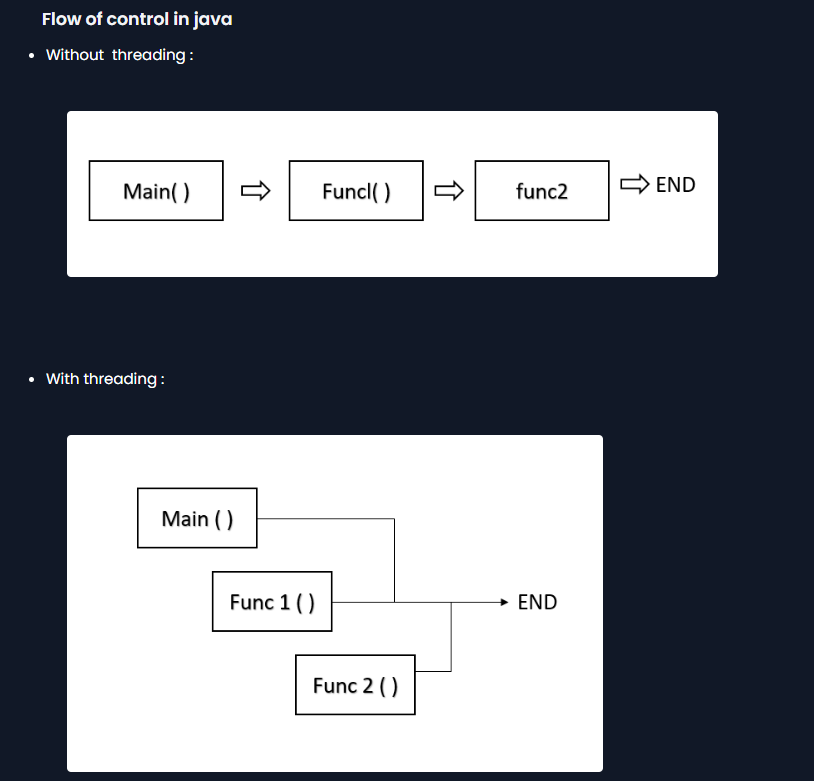 Flow of control in java
• Without threading :
Main( ) ⇨ Funcl( ) ⇨ func2 ⇨ END
• With threading :
Main ( )
Func 1 ( ) END
Func 2 ( )